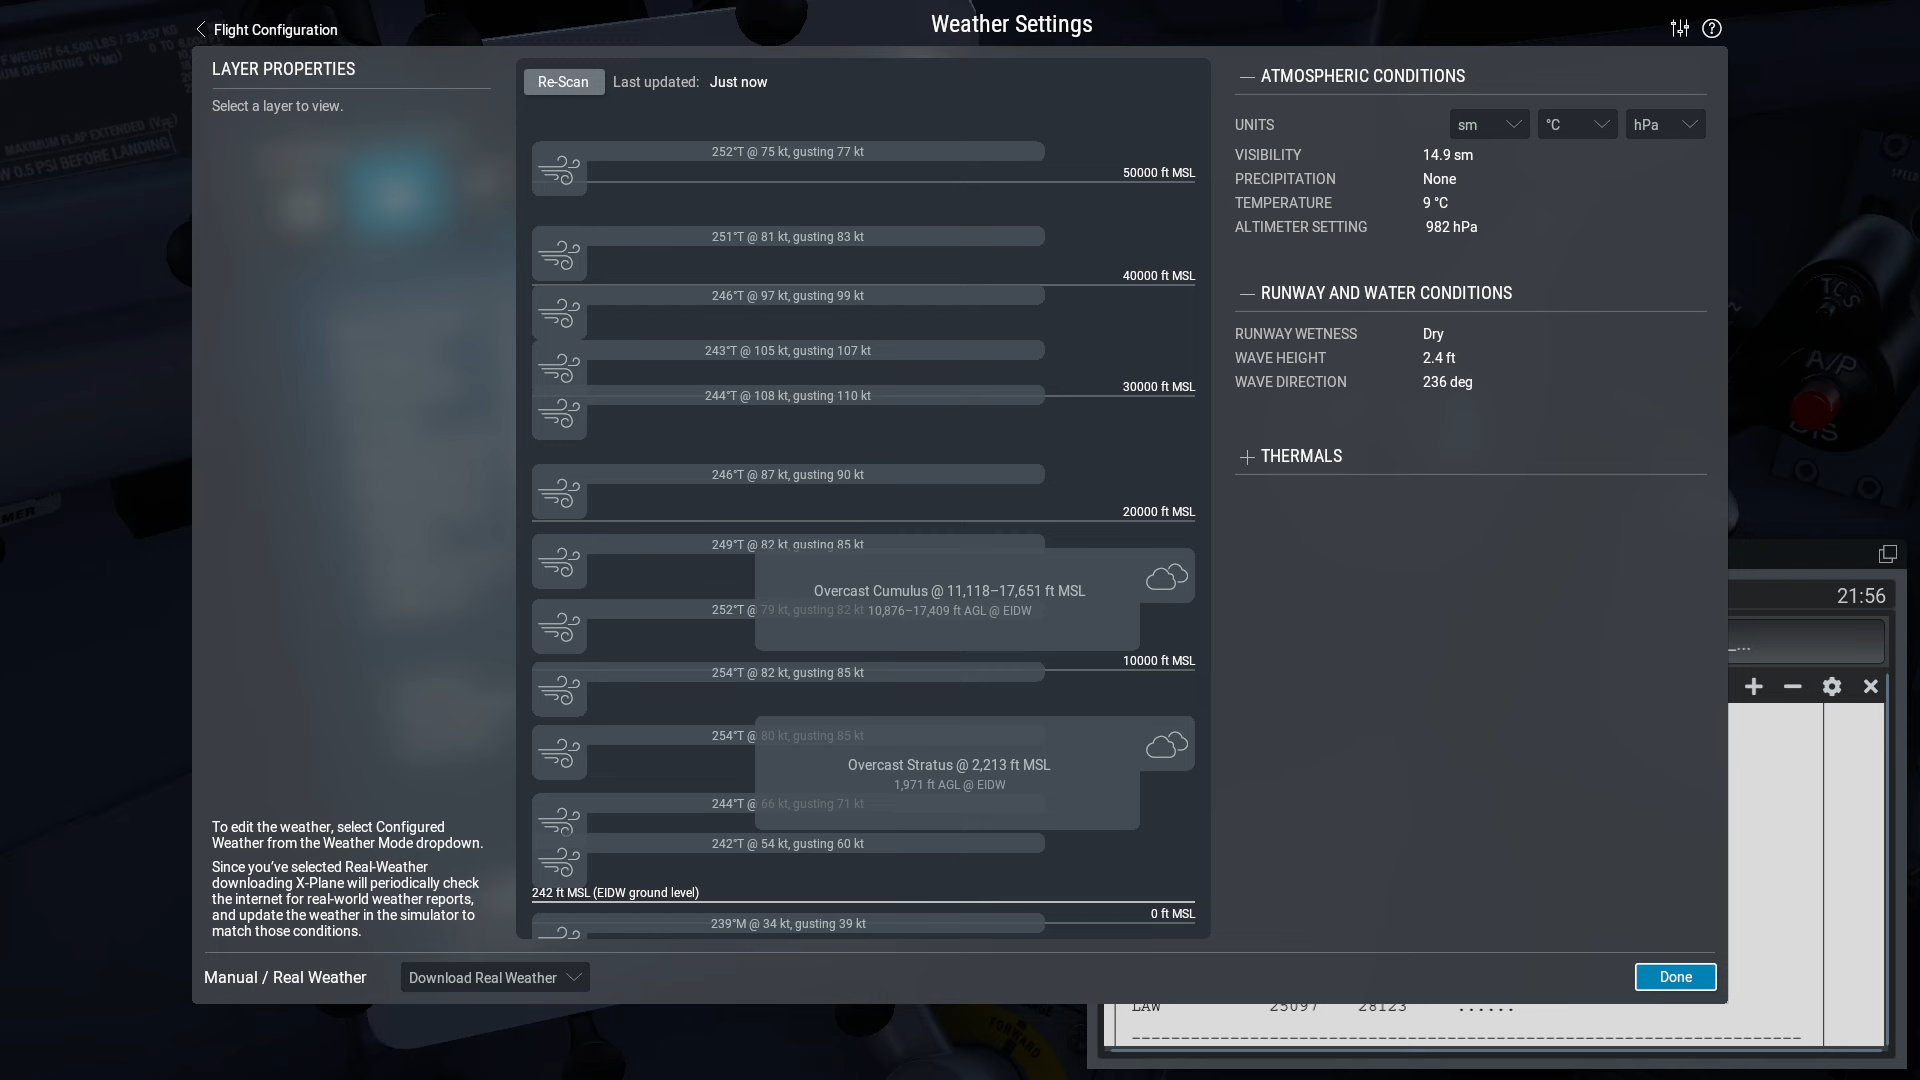 Flight Configuration
Weather Settings
LAYER PROPERTIES
Select a layer to view.
To edit the weather, select Configured
Weather from the Weather Mode dropdown.
Since you've selected Real-Weather
downloading X-Plane will periodically check
the internet for real-world weather reports,
and update the weather in the simulator to
match those conditions.
Re-Scan Last updated: Just now
252°T @ 75 kt, gusting 77 kt
50000 ft MSL
251°T @ 81 kt, gusting 83 kt
40000 ft MSL
246°T @ 97 kt, gusting 99 kt
243°T @ 105 kt, gusting 107 kt
30000 ft MSL
244°T @ 108 kt, gusting 110 kt
246°T @ 87 kt, gusting 90 kt
20000 ft MSL
249°T @ 82 kt, gusting 85 kt
Overcast Cumulus @ 11,118–17,651 ft MSL
252°T @ 79 kt, gusting 82 kt
10,876–17,409 ft AGL @ EIDW
10000 ft MSL
254°T @ 82 kt, gusting 85 kt
254°T @ 80 kt, gusting 85 kt
Overcast Stratus @ 2,213 ft MSL
1,971 ft AGL @ EIDW
244°T @ 66 kt, gusting 71 kt
242°T @ 54 kt, gusting 60 kt
242 ft MSL (EIDW ground level)
0 ft MSL
239°M @ 34 kt, gusting 39 kt
ATMOSPHERIC CONDITIONS
UNITS sm °C hPa
VISIBILITY 14.9 sm
PRECIPITATION None
TEMPERATURE 9 °C
ALTIMETER SETTING 982 hPa
RUNWAY AND WATER CONDITIONS
RUNWAY WETNESS Dry
WAVE HEIGHT 2.4 ft
WAVE DIRECTION 236 deg
THERMALS
Manual / Real Weather Download Real Weather
Done
21:56
LAW 25097 28123 ......
MAXIMUM FLAP EXTENDED (VFE)
0.5 PSI BEFORE LANDING
TCS
A/P
DIS
FORWARD